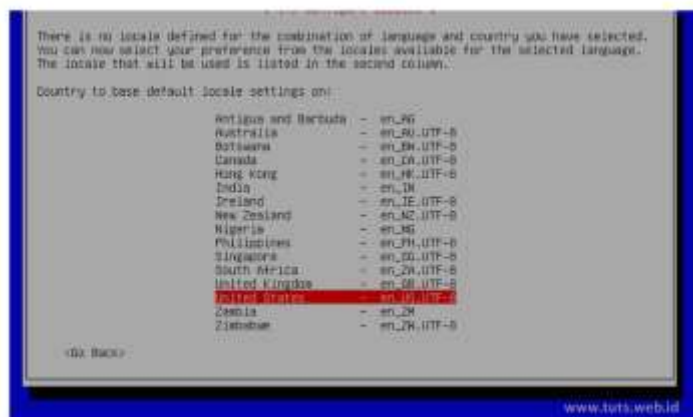 There is no locale defined for the combination of language and country you have selected.
You can now select your preference from the locales available for the selected language.
The locale that will be used is listed in the second column.
Country to base default locale settings on:
Antigua and Barbuda - en_AG
Australia - en_AU.UTF-8
Botswana - en_BW.UTF-8
Canada - en_CA.UTF-8
Hong Kong - en_HK.UTF-8
India - en_IN
Ireland - en_IE.UTF-8
New Zealand - en_NZ.UTF-8
Nigeria - en_NG
Philippines - en_PH.UTF-8
Singapore - en_SG.UTF-8
South Africa - en_ZA.UTF-8
United Kingdom - en_GB.UTF-8
United States - en_US.UTF-8
Zambia - en_ZM
Zimbabwe - en_ZW.UTF-8
<Go Back>
www.tuts.web.id